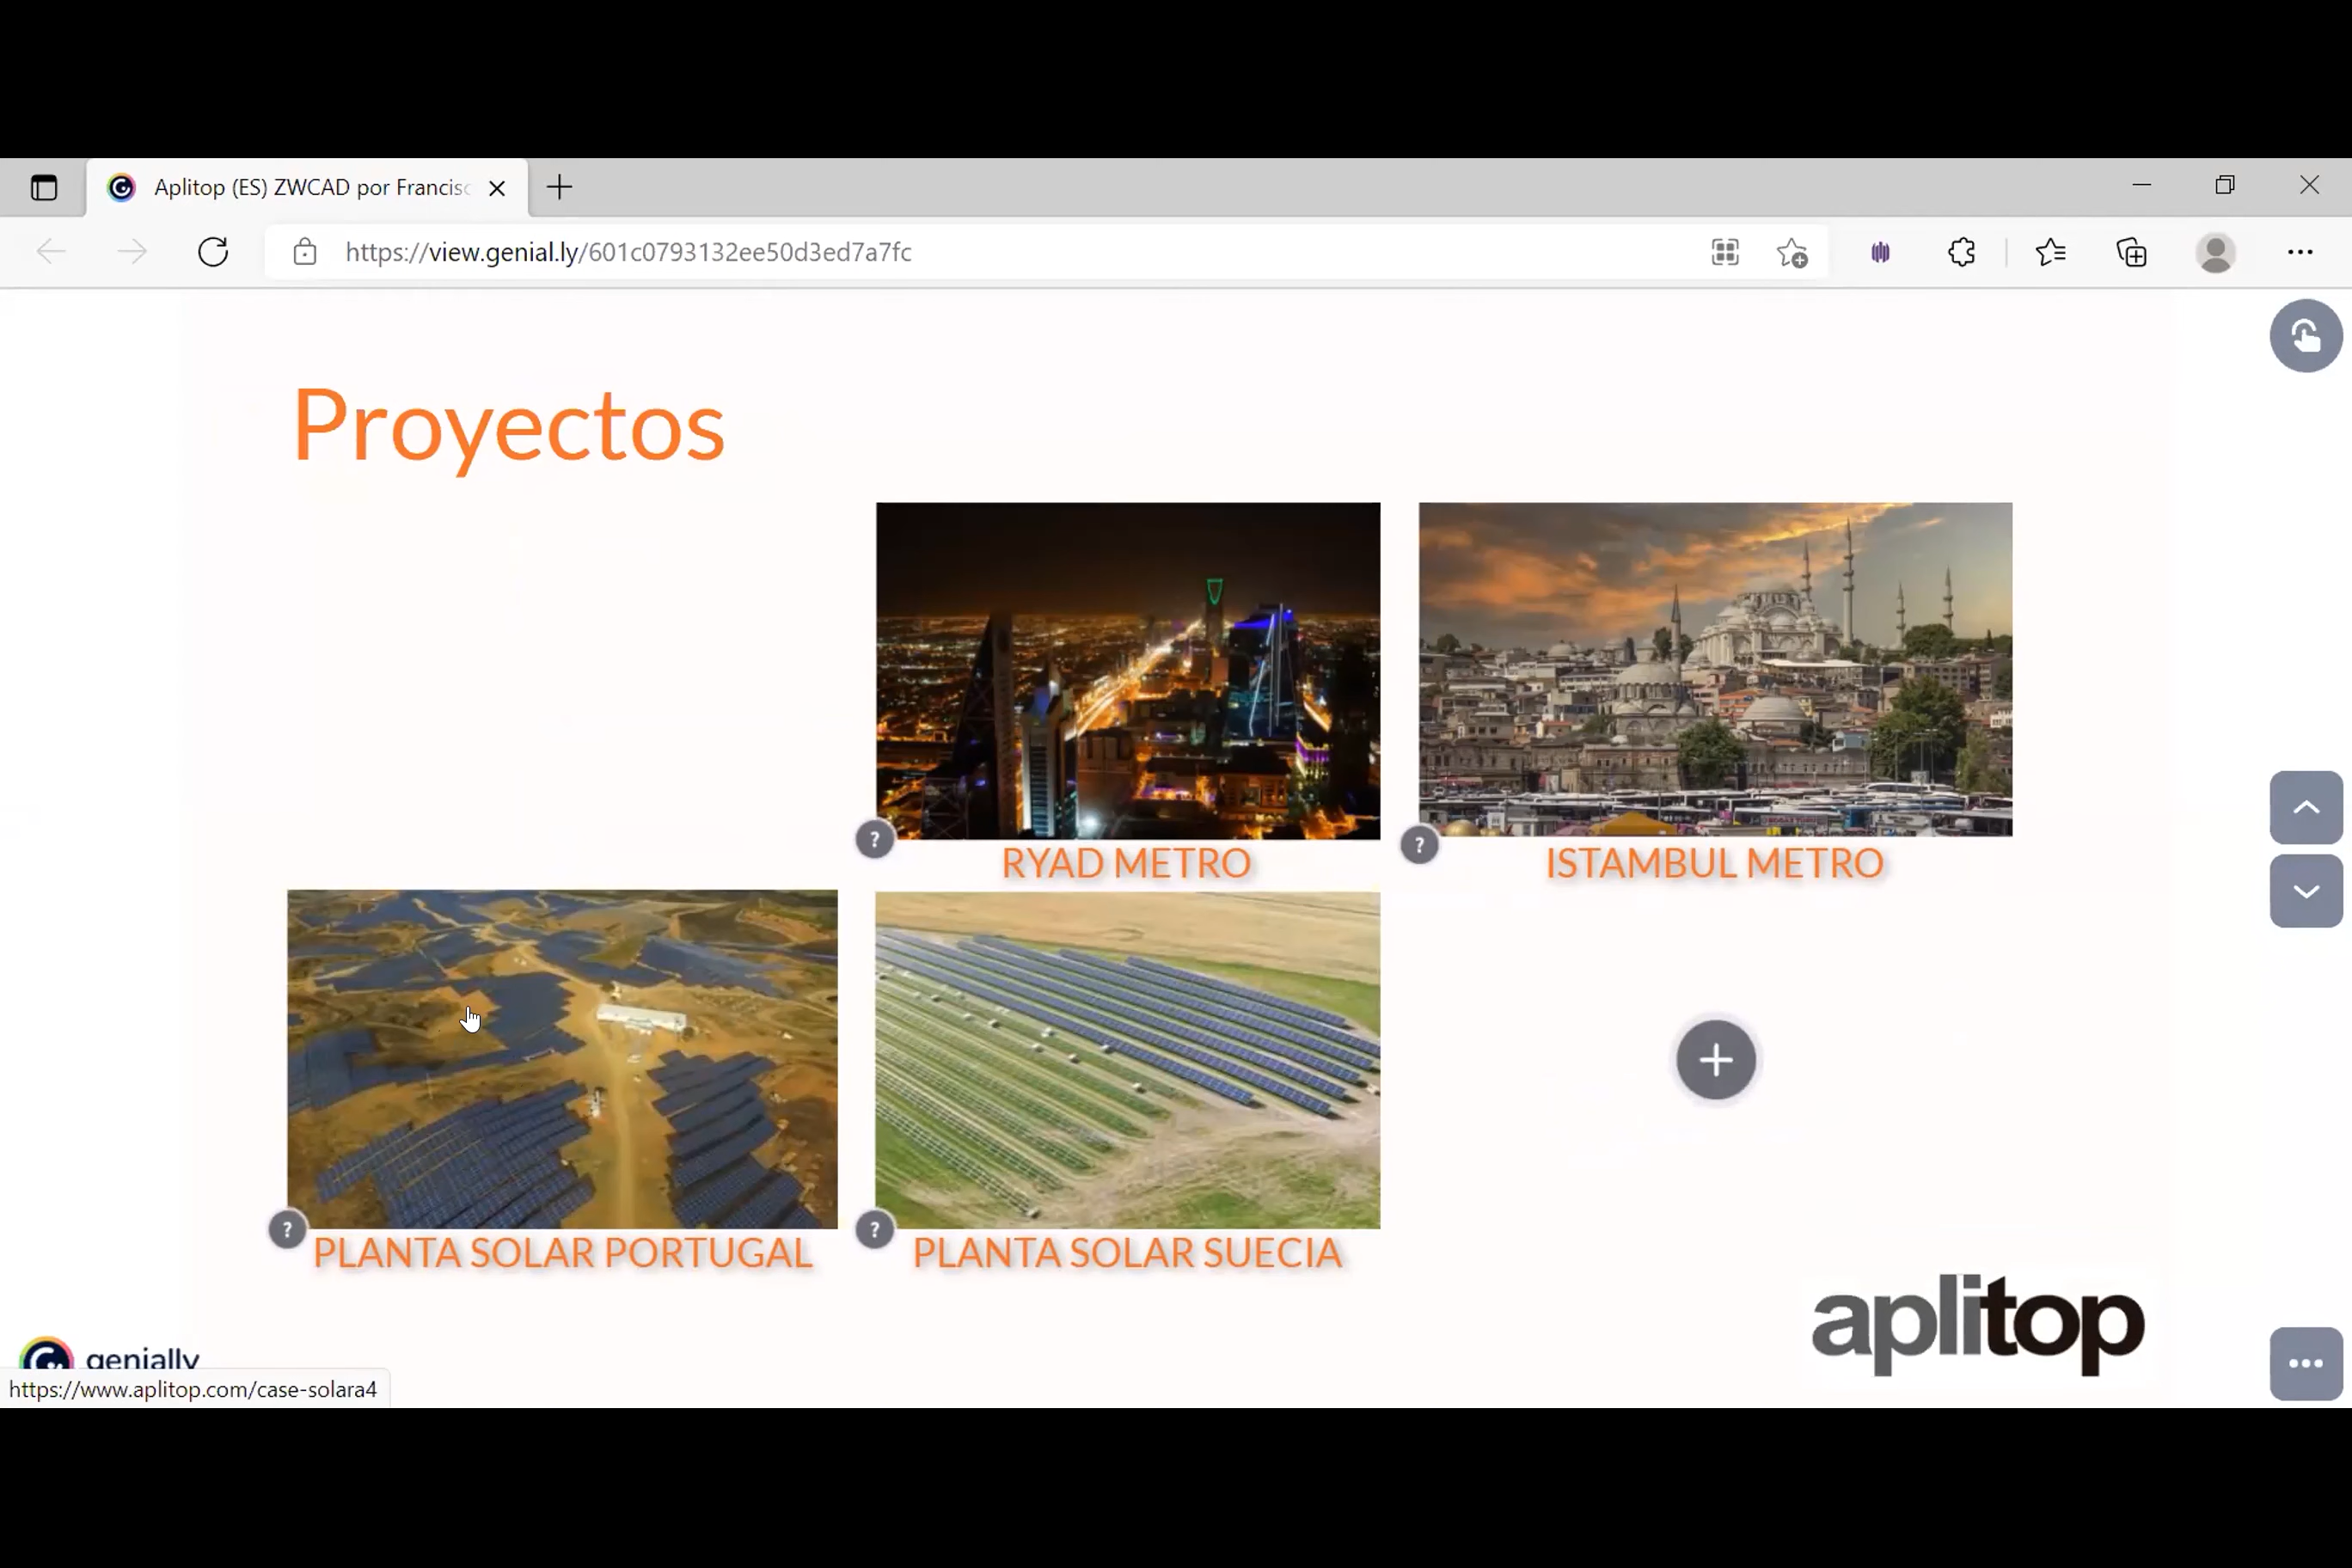 Aplitop (ES) ZWCAD por Francisc
https://view.genial.ly/601c0793132ee50d3ed7a7fc
Proyectos
?
RYAD METRO
?
ISTAMBUL METRO
?
PLANTA SOLAR PORTUGAL
?
PLANTA SOLAR SUECIA
aplitop
genially
https://www.aplitop.com/case-solara4